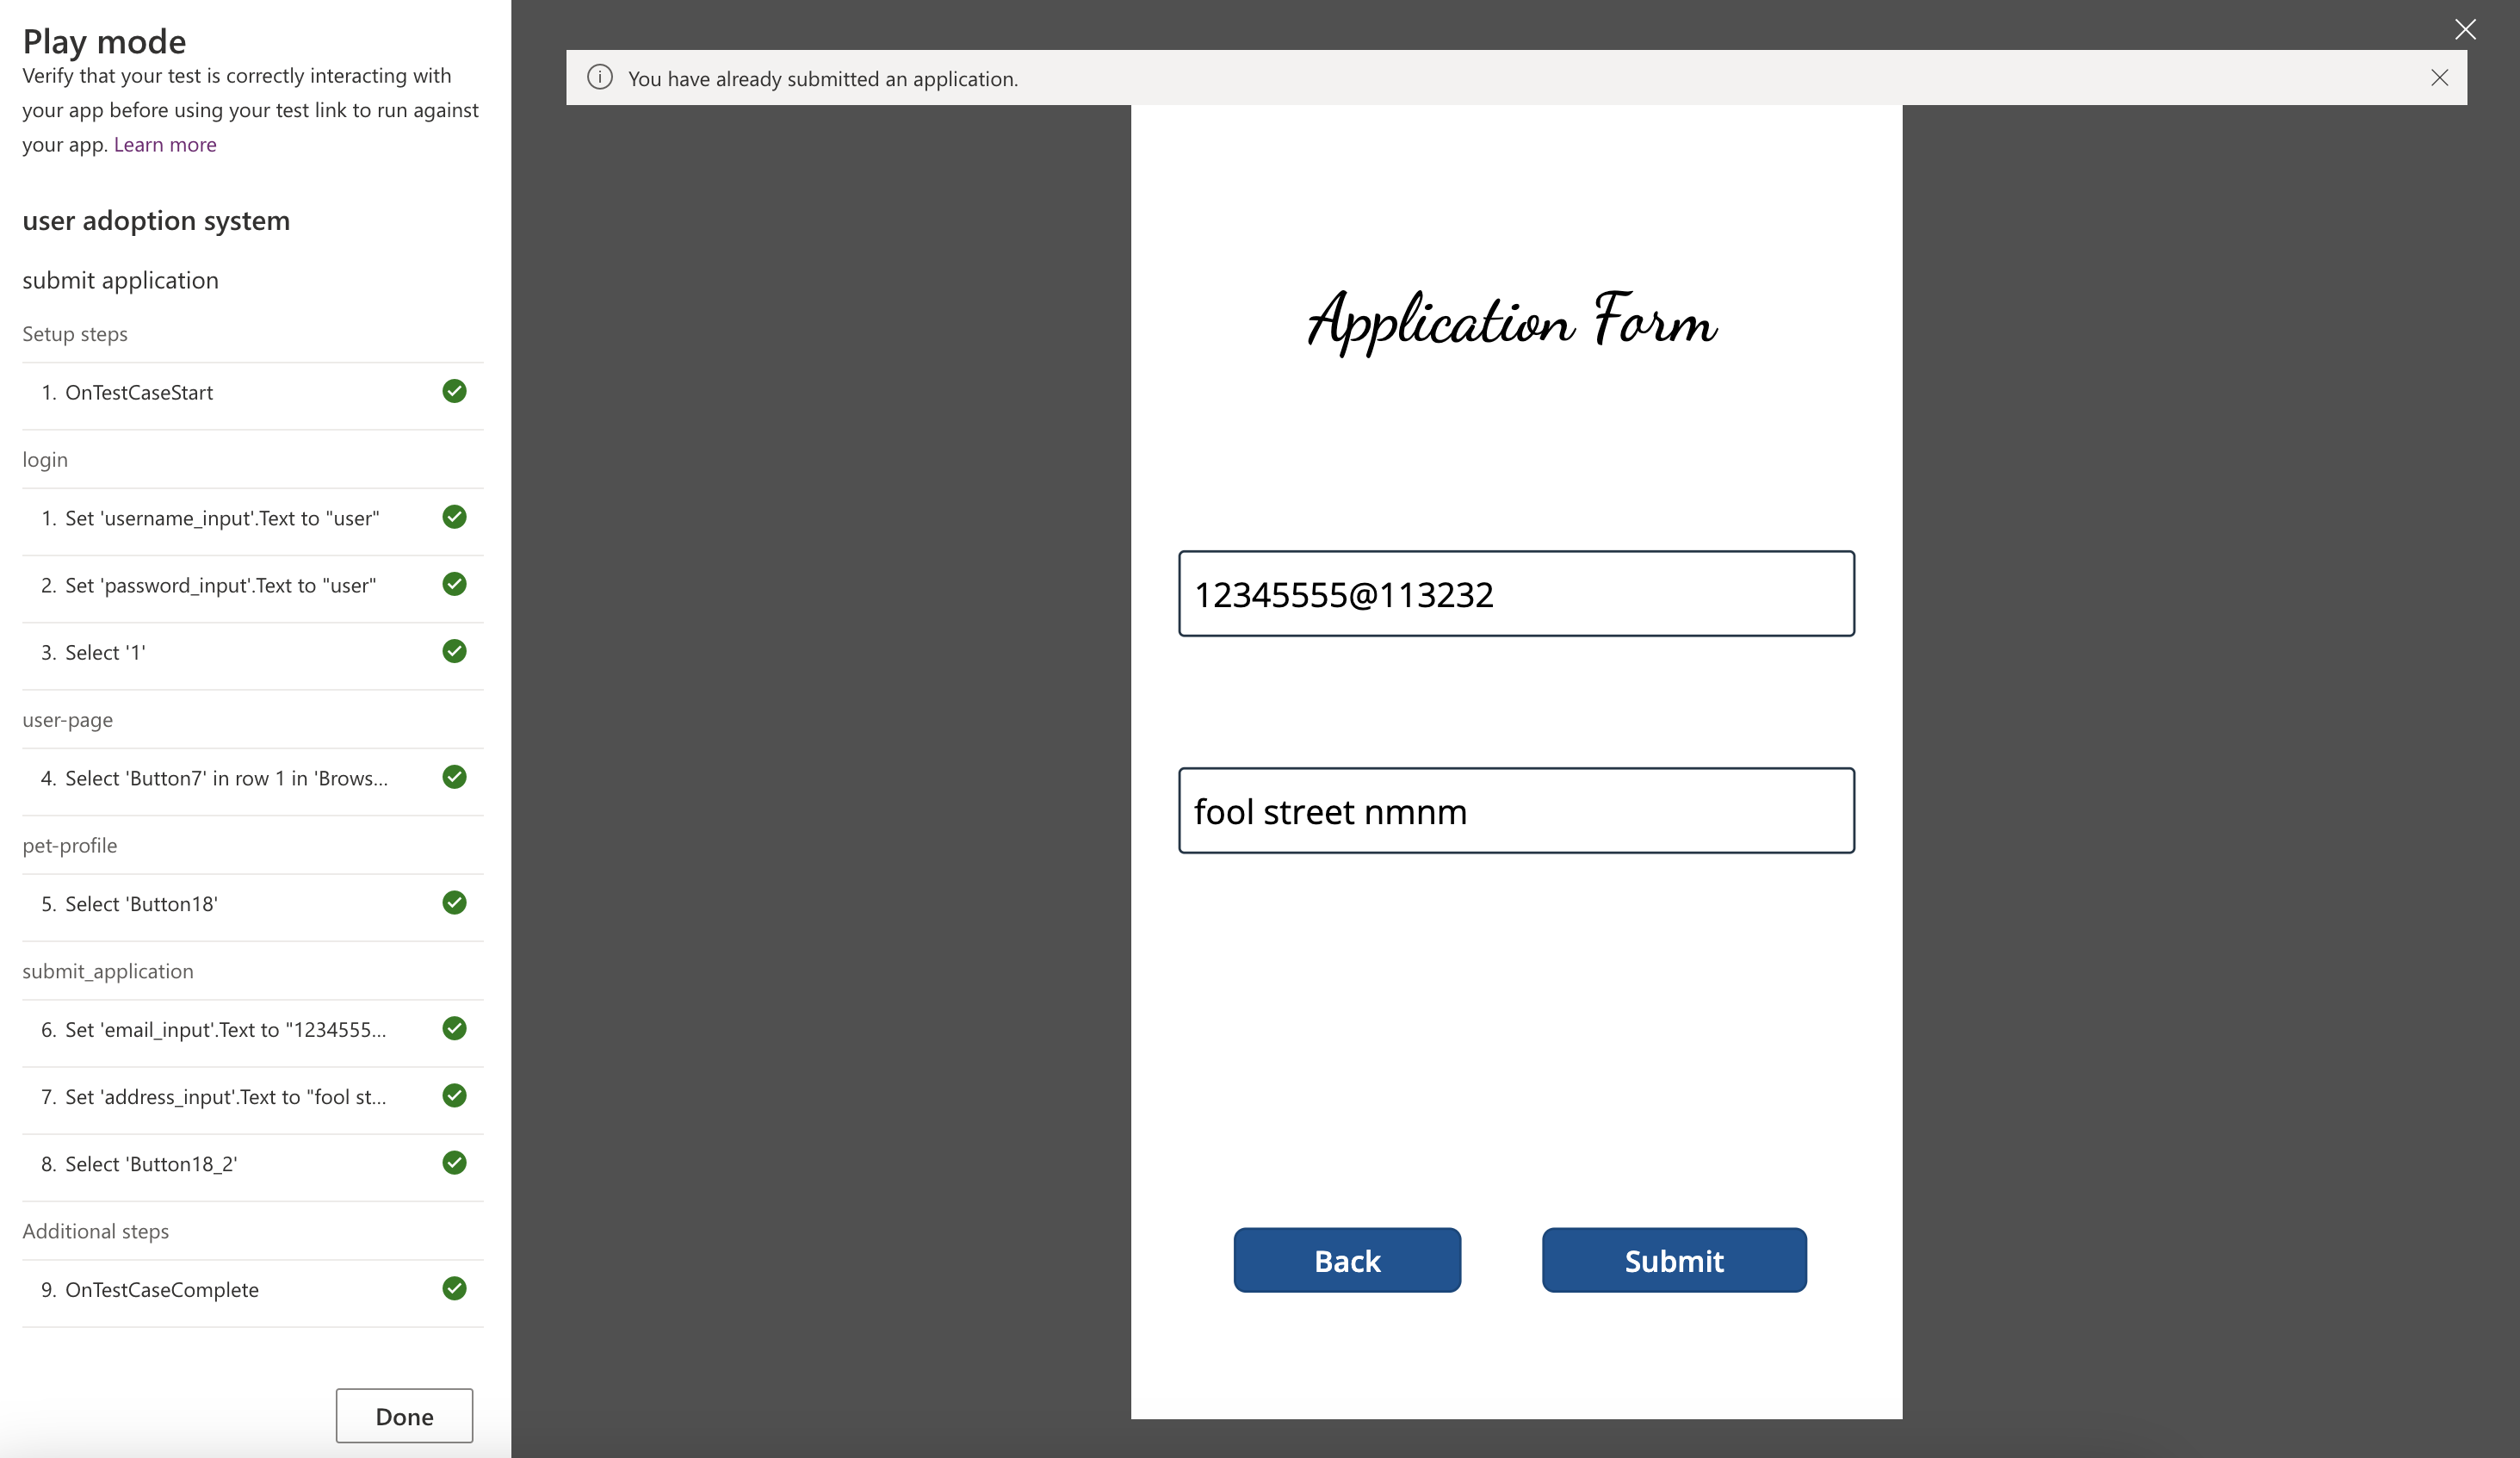 Play mode
Verify that your test is correctly interacting with
your app before using your test link to run against
your app. Learn more
user adoption system
submit application
Setup steps
1. OnTestCaseStart
login
1. Set 'username_input'.Text to "user"
2. Set 'password_input'.Text to "user"
3. Select '1'
user-page
4. Select 'Button7' in row 1 in 'Brows...
pet-profile
5. Select 'Button18'
submit_application
6. Set 'email_input'.Text to "1234555...
7. Set 'address_input'.Text to "fool st...
8. Select 'Button18_2'
Additional steps
9. OnTestCaseComplete
Done
You have already submitted an application.
Application Form
12345555@113232
fool street nmnm
Back
Submit